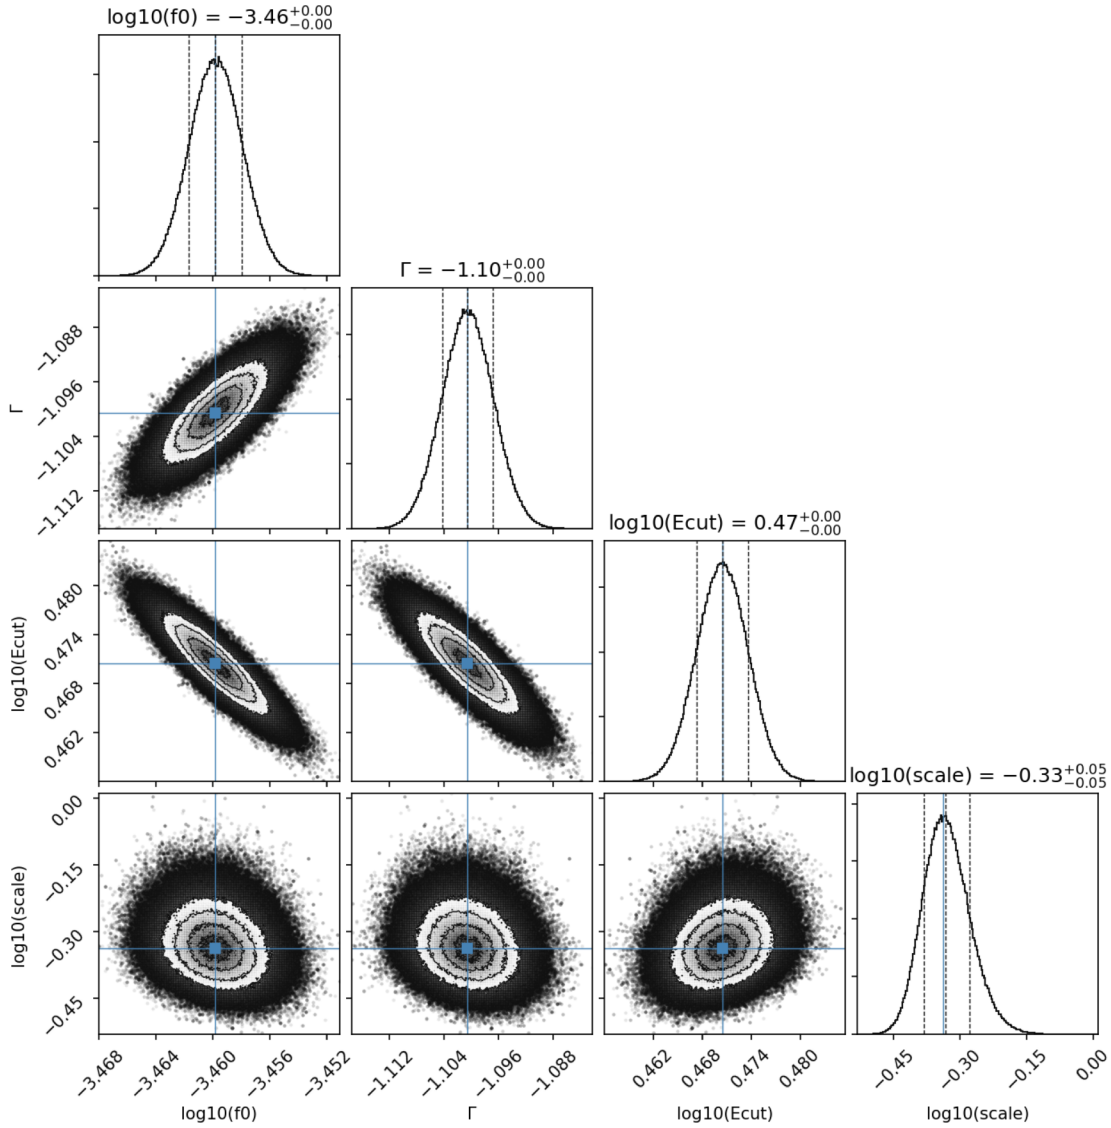 log10(f0) = −3.46+0.00 −0.00
Γ = −1.10+0.00 −0.00
−1.088
−1.096
−1.104
−1.112
Γ
log10(Ecut) = 0.47+0.00 −0.00
0.480
0.474
0.468
0.462
log10(Ecut)
log10(scale) = −0.33+0.05 −0.05
0.00
−0.15
−0.30
−0.45
log10(scale)
−3.468 −3.464 −3.460 −3.456 −3.452
−1.112 −1.104 −1.096 −1.088
0.462 0.468 0.474 0.480
−0.45 −0.30 −0.15 0.00
log10(f0)
Γ
log10(Ecut)
log10(scale)